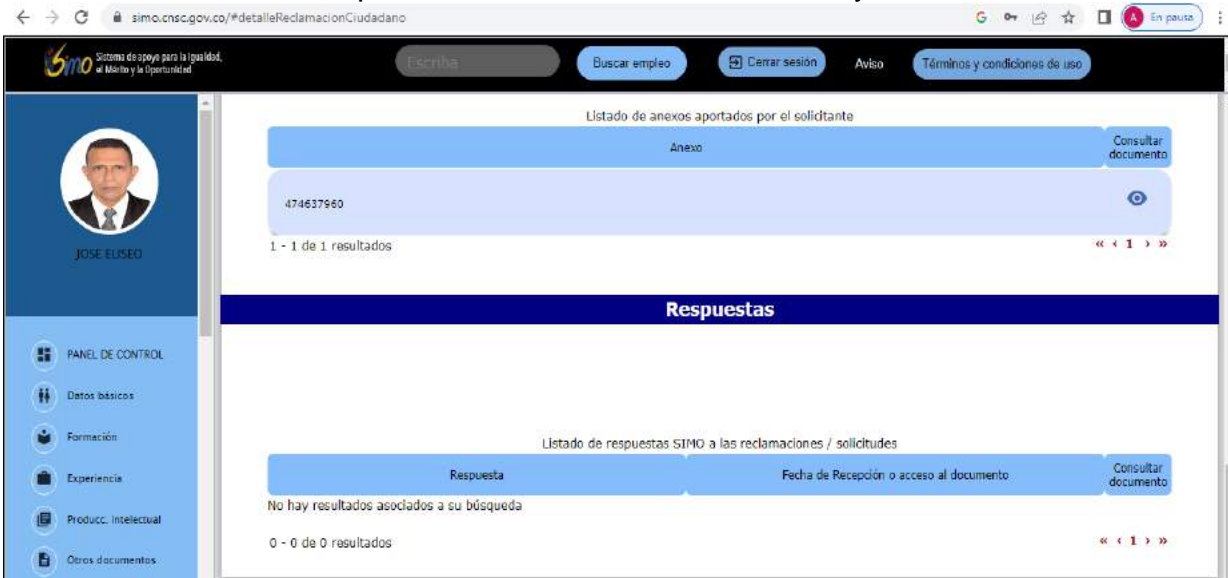 simo.cnsc.gov.co/#detalleReclamacionCiudadano
En pausa
A
simo Sistema de apoyo para la igualdad,
el Mérito y la Oportunidad
Escriba
Buscar empleo
Cerrar sesión
Aviso
Términos y condiciones de uso
JOSE ELISEO
PANEL DE CONTROL
Datos básicos
Formación
Experiencia
Producc. Intelectual
Otros documentos
Listado de anexos aportados por el solicitante
Anexo
Consultar
documento
474637960
1 - 1 de 1 resultados
« ‹ 1 › »
Respuestas
Listado de respuestas SIMO a las reclamaciones / solicitudes
Respuesta
Fecha de Recepción o acceso al documento
Consultar
documento
No hay resultados asociados a su búsqueda
0 - 0 de 0 resultados
« ‹ 1 › »